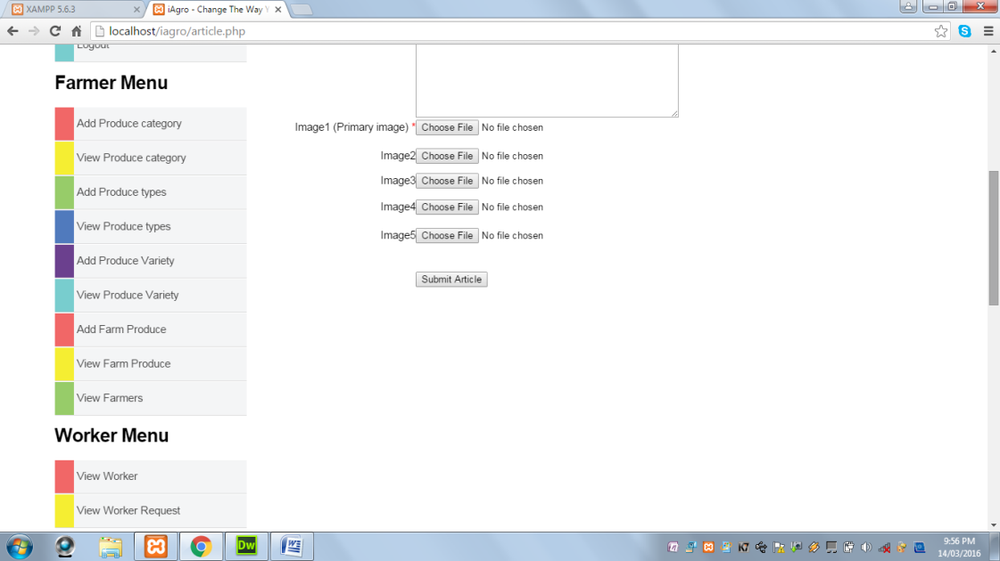 XAMPP 5.6.3
iAgro - Change The Way Y
localhost/iagro/article.php
Logout
Farmer Menu
Add Produce category
View Produce category
Add Produce types
View Produce types
Add Produce Variety
View Produce Variety
Add Farm Produce
View Farm Produce
View Farmers
Worker Menu
View Worker
View Worker Request
Image1 (Primary image) * Choose File No file chosen
Image2 Choose File No file chosen
Image3 Choose File No file chosen
Image4 Choose File No file chosen
Image5 Choose File No file chosen
Submit Article
Dw
9:56 PM
14/03/2016